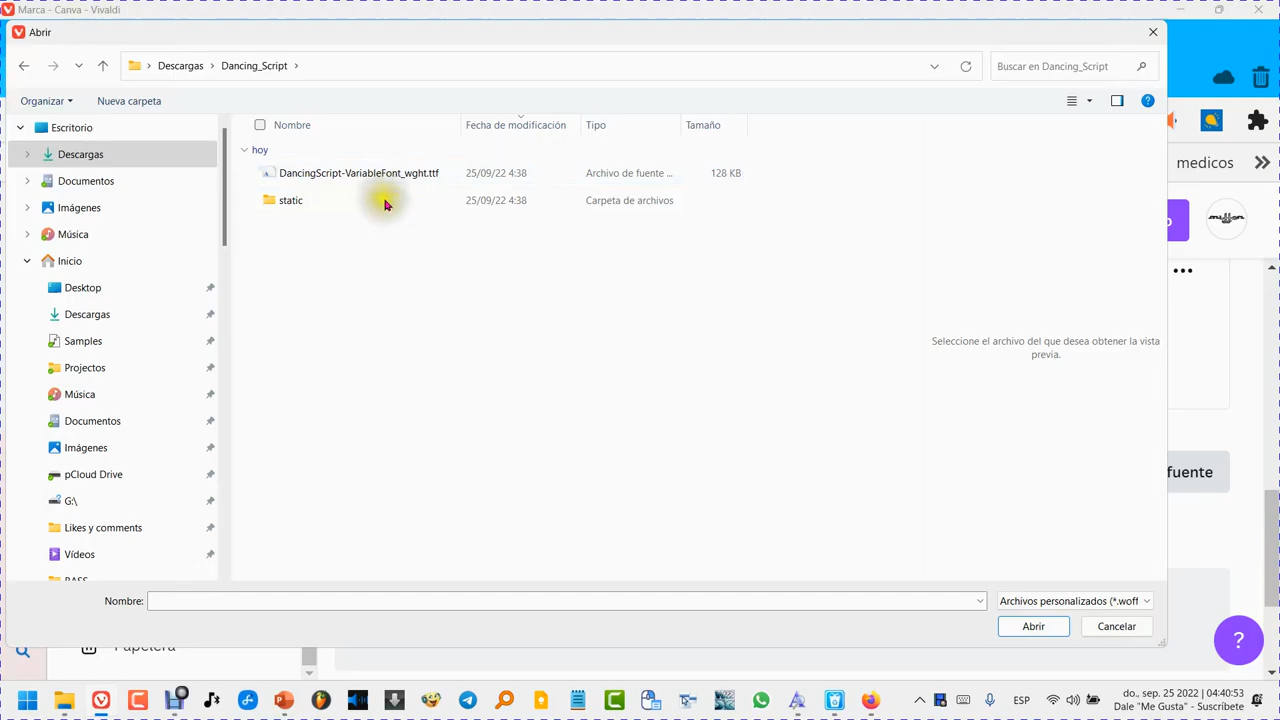 Marca - Canva - Vivaldi
Abrir
Descargas
Dancing_Script
Buscar en Dancing_Script
Organizar
Nueva carpeta
Nombre
Fecha de modificación
Tipo
Tamaño
hoy
DancingScript-VariableFont_wght.ttf
25/09/22 4:38
Archivo de fuente ...
128 KB
static
25/09/22 4:38
Carpeta de archivos
Escritorio
Descargas
Documentos
Imágenes
Música
Inicio
Desktop
Descargas
Samples
Projectos
Música
Documentos
Imágenes
pCloud Drive
G:\
Likes y comments
Vídeos
BASS
Seleccione el archivo del que desea obtener la vista
previa.
medicos
fuente
Nombre:
Archivos personalizados (*.woff
Abrir
Cancelar
Papelera
?
ESP
do., sep. 25 2022 | 04:40:53
Dale "Me Gusta" - Suscríbete